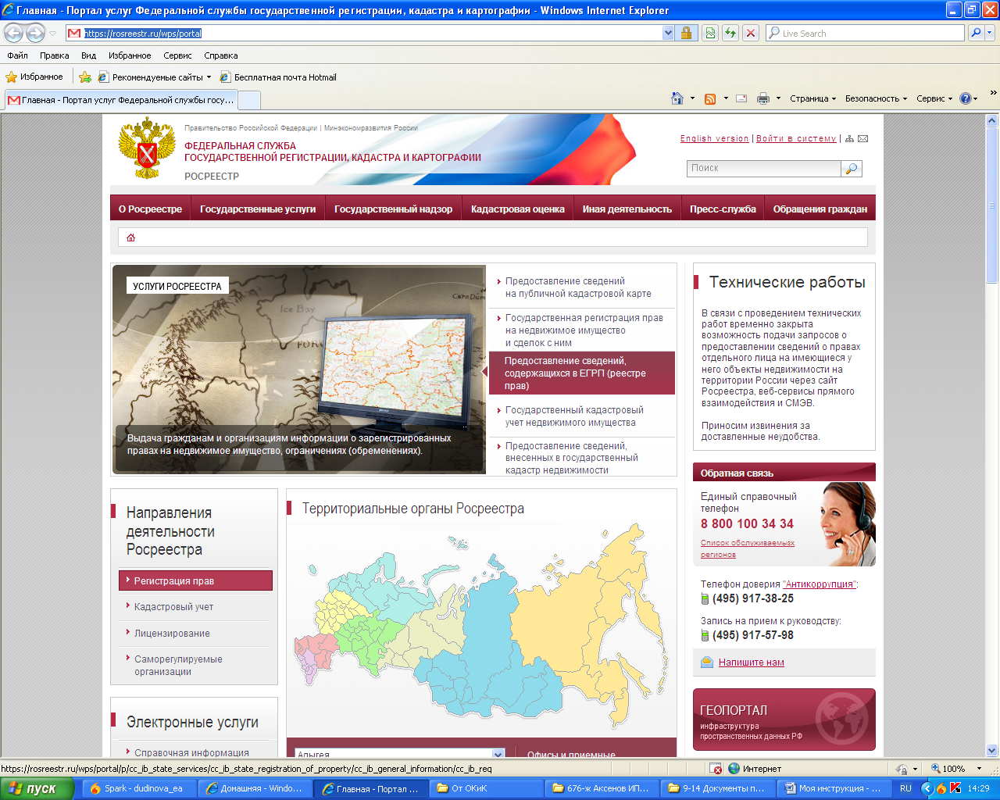 Главная - Портал услуг Федеральной службы государственной регистрации, кадастра и картографии - Windows Internet Explorer
https://rosreestr.ru/wps/portal
Live Search
Файл Правка Вид Избранное Сервис Справка
Избранное Рекомендуемые сайты Бесплатная почта Hotmail
Главная - Портал услуг Федеральной службы госу...
Страница Безопасность Сервис
Правительство Российской Федерации | Минэкономразвития России
ФЕДЕРАЛЬНАЯ СЛУЖБА
ГОСУДАРСТВЕННОЙ РЕГИСТРАЦИИ, КАДАСТРА И КАРТОГРАФИИ
РОСРЕЕСТР
English version | Войти в систему |
Поиск
О Росреестре Государственные услуги Государственный надзор Кадастровая оценка Иная деятельность Пресс-служба Обращения граждан
УСЛУГИ РОСРЕЕСТРА
Ice Bay
CarnDum
Выдача гражданам и организациям информации о зарегистрированных
правах на недвижимое имущество, ограничениях (обременениях).
Предоставление сведений
на публичной кадастровой карте
Государственная регистрация прав
на недвижимое имущество
и сделок с ним
Предоставление сведений,
содержащихся в ЕГРП (реестре
прав)
Государственный кадастровый
учет недвижимого имущества
Предоставление сведений,
внесенных в государственный
кадастр недвижимости
Технические работы
В связи с проведением технических
работ временно закрыта
возможность подачи запросов о
предоставлении сведений о правах
отдельного лица на имеющиеся у
него объекты недвижимости на
территории России через сайт
Росреестра, веб-сервисы прямого
взаимодействия и СМЭВ.
Приносим извинения за
доставленные неудобства.
Обратная связь
Единый справочный
телефон
8 800 100 34 34
Список обслуживаемызх
регионов
Телефон доверия "Антикоррупция":
(495) 917-38-25
Запись на прием к руководству:
(495) 917-57-98
Напишите нам
ГЕОПОРТАЛ
инфраструктура
пространственных данных РФ
Направления
деятельности
Росреестра
Регистрация прав
Кадастровый учет
Лицензирование
Саморегулируемые
организации
Электронные услуги
Справочная информация
Территориальные органы Росреестра
Адыгея
Офисы и приемные
https://rosreestr.ru/wps/portal/p/cc_ib_state_services/cc_ib_state_registration_of_property/cc_ib_general_information/cc_ib_req
Интернет
100%
пуск
Spark - dudinova_ea
Домашняя - Windo...
Главная - Портал ...
От ОКиК
676-ж Аксенов ИП...
9-14 Документы п...
Моя инструкция - ...
RU
14:29